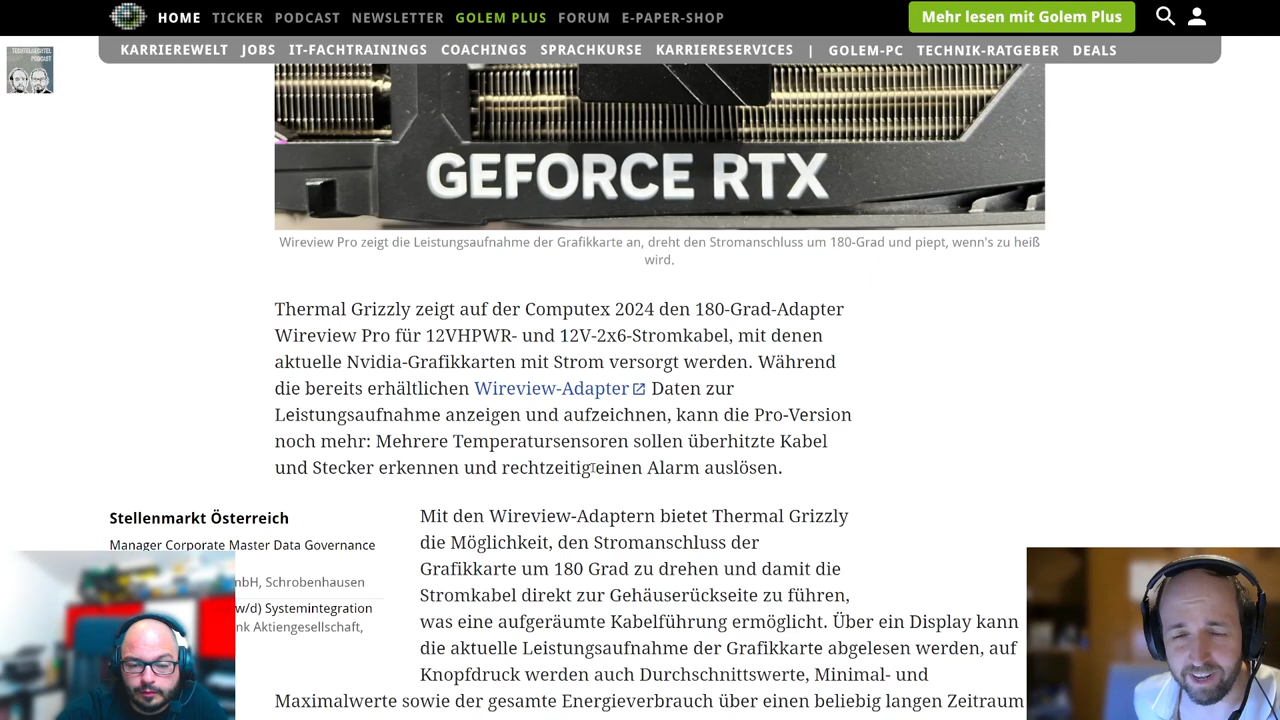 HOME TICKER PODCAST NEWSLETTER GOLEM PLUS FORUM E-PAPER-SHOP
Mehr lesen mit Golem Plus
KARRIEREWELT JOBS IT-FACHTRAININGS COACHINGS SPRACHKURSE KARRIERESERVICES | GOLEM-PC TECHNIK-RATGEBER DEALS
PODCAST
GEFORCE RTX
Wireview Pro zeigt die Leistungsaufnahme der Grafikkarte an, dreht den Stromanschluss um 180-Grad und piept, wenn's zu heiß
wird.
Thermal Grizzly zeigt auf der Computex 2024 den 180-Grad-Adapter
Wireview Pro für 12VHPWR- und 12V-2x6-Stromkabel, mit denen
aktuelle Nvidia-Grafikkarten mit Strom versorgt werden. Während
die bereits erhältlichen Wireview-Adapter Daten zur
Leistungsaufnahme anzeigen und aufzeichnen, kann die Pro-Version
noch mehr: Mehrere Temperatursensoren sollen überhitzte Kabel
und Stecker erkennen und rechtzeitig einen Alarm auslösen.
Stellenmarkt Österreich
Manager Corporate Master Data Governance
mbH, Schrobenhausen
w/d) Systemintegration
nk Aktiengesellschaft,
Mit den Wireview-Adaptern bietet Thermal Grizzly
die Möglichkeit, den Stromanschluss der
Grafikkarte um 180 Grad zu drehen und damit die
Stromkabel direkt zur Gehäuserückseite zu führen,
was eine aufgeräumte Kabelführung ermöglicht. Über ein Display kann
die aktuelle Leistungsaufnahme der Grafikkarte abgelesen werden, auf
Knopfdruck werden auch Durchschnittswerte, Minimal- und
Maximalwerte sowie der gesamte Energieverbrauch über einen beliebig langen Zeitraum